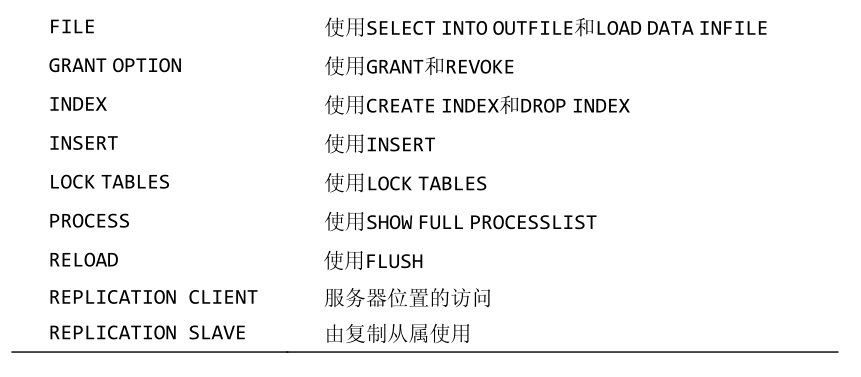 FILE 使用SELECT INTO OUTFILE和LOAD DATA INFILE
GRANT OPTION 使用GRANT和REVOKE
INDEX 使用CREATE INDEX和DROP INDEX
INSERT 使用INSERT
LOCK TABLES 使用LOCK TABLES
PROCESS 使用SHOW FULL PROCESSLIST
RELOAD 使用FLUSH
REPLICATION CLIENT 服务器位置的访问
REPLICATION SLAVE 由复制从属使用